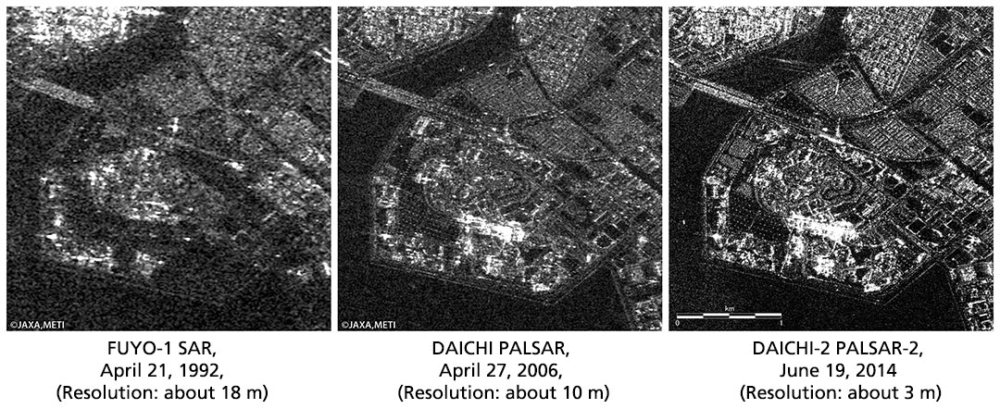 ©JAXA,METI
©JAXA,METI
km
0 1
FUYO-1 SAR,
April 21, 1992,
(Resolution: about 18 m)
DAICHI PALSAR,
April 27, 2006,
(Resolution: about 10 m)
DAICHI-2 PALSAR-2,
June 19, 2014
(Resolution: about 3 m)